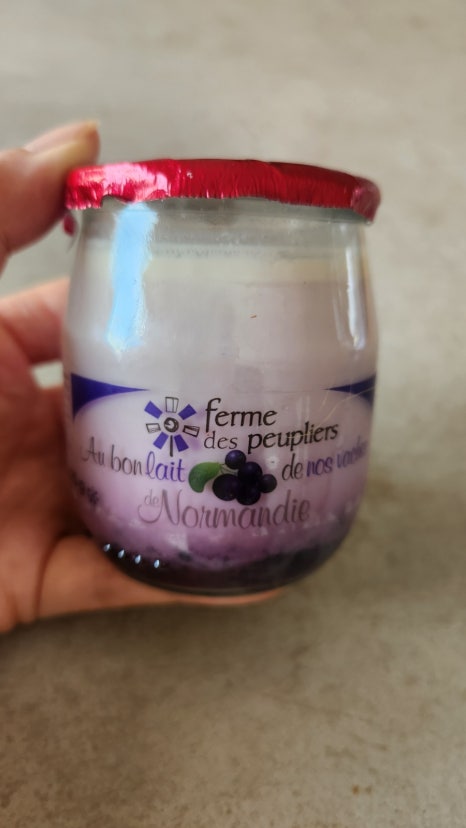 ferme
des peupliers
Au bon lait de nos vaches
de Normandie